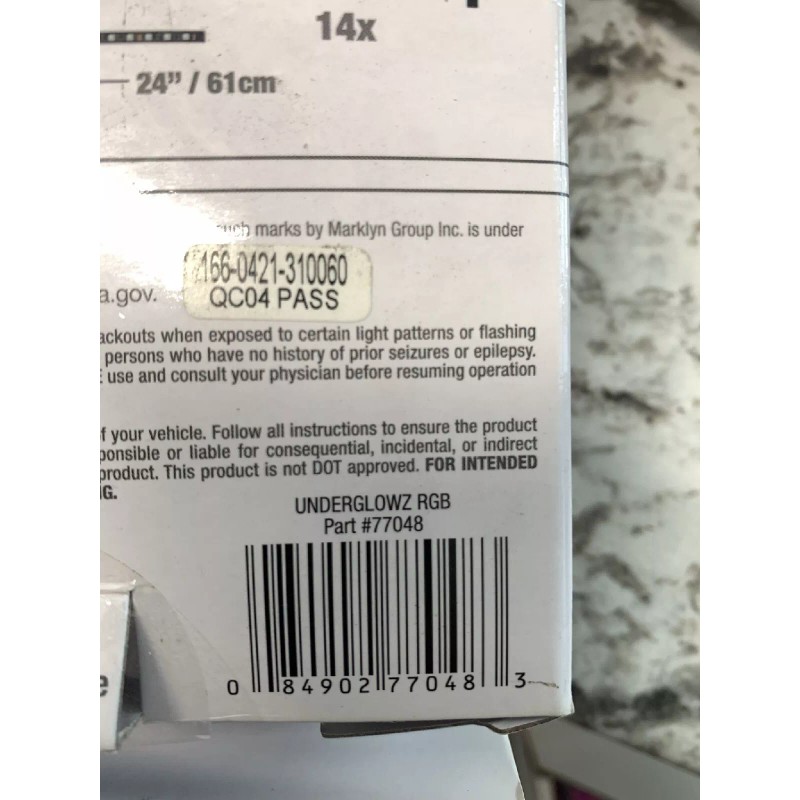 14x
24” / 61cm
such marks by Marklyn Group Inc. is under
166-0421-310060
a.gov.
QC04 PASS
ackouts when exposed to certain light patterns or flashing
persons who have no history of prior seizures or epilepsy.
E use and consult your physician before resuming operation
f your vehicle. Follow all instructions to ensure the product
ponsible or liable for consequential, incidental, or indirect
product. This product is not DOT approved. FOR INTENDED
G.
UNDERGLOWZ RGB
Part #77048
0 84902 77048 3
e